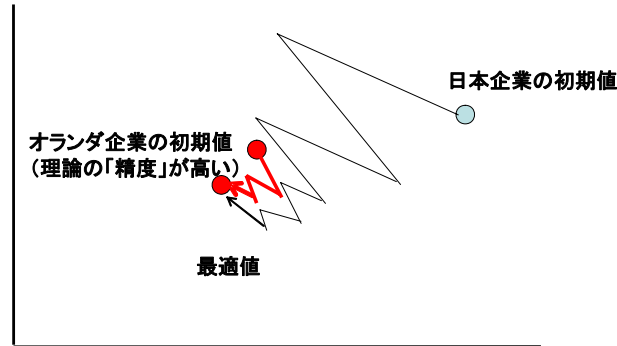 日本企業の初期値
オランダ企業の初期値
（理論の「精度」が高い）
最適値